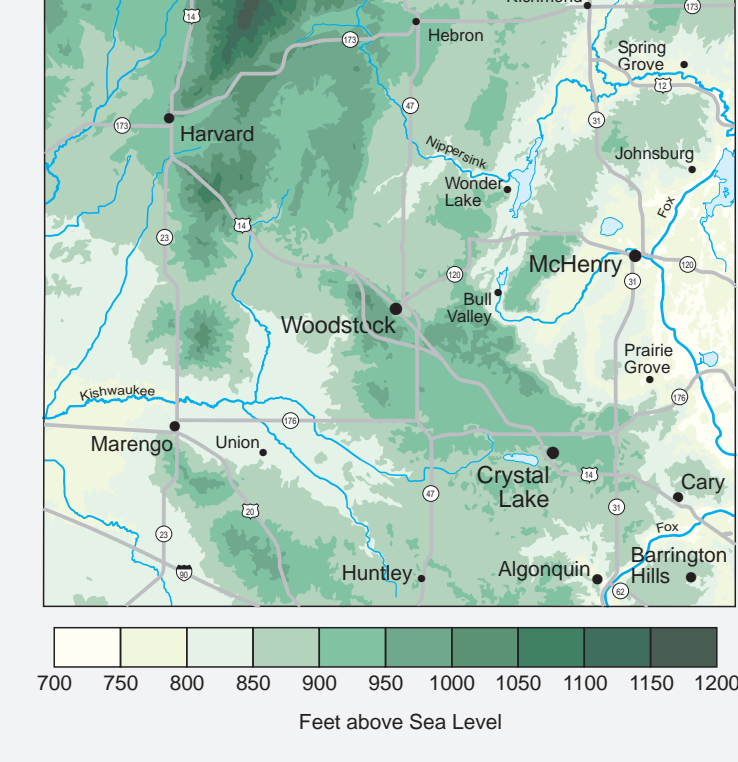 14
173
Hebron
173
Spring
Grove
12
47
31
173
Harvard
Nippersink
Johnsburg
Wonder
Lake
Fox
14
23
McHenry
120
120
31
Bull
Valley
Woodstock
Prairie
Grove
Kishwaukee
176
176
Marengo
Union
Crystal
Lake
14
Cary
47
31
20
23
Fox
90
Huntley
Algonquin
Barrington
Hills
62
700 750 800 850 900 950 1000 1050 1100 1150 1200
Feet above Sea Level